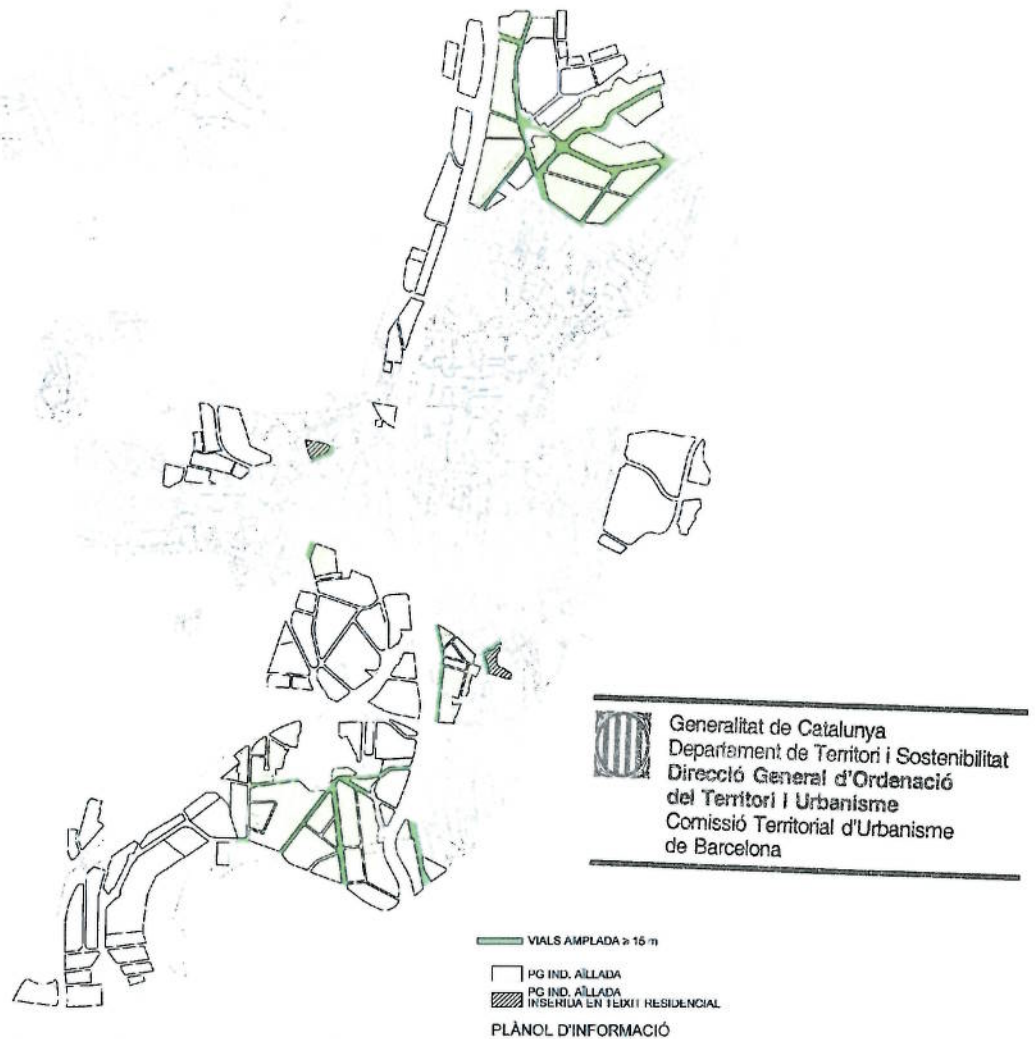 Generalitat de Catalunya
Departament de Territori i Sostenibilitat
Direcció General d'Ordenació
del Territori i Urbanisme
Comissió Territorial d'Urbanisme
de Barcelona
VIALS AMPLADA ≥ 15 m
PG IND. AÏLLADA
PG IND. AÏLLADA
INSERIDA EN TEIXIT RESIDENCIAL
PLÀNOL D'INFORMACIÓ